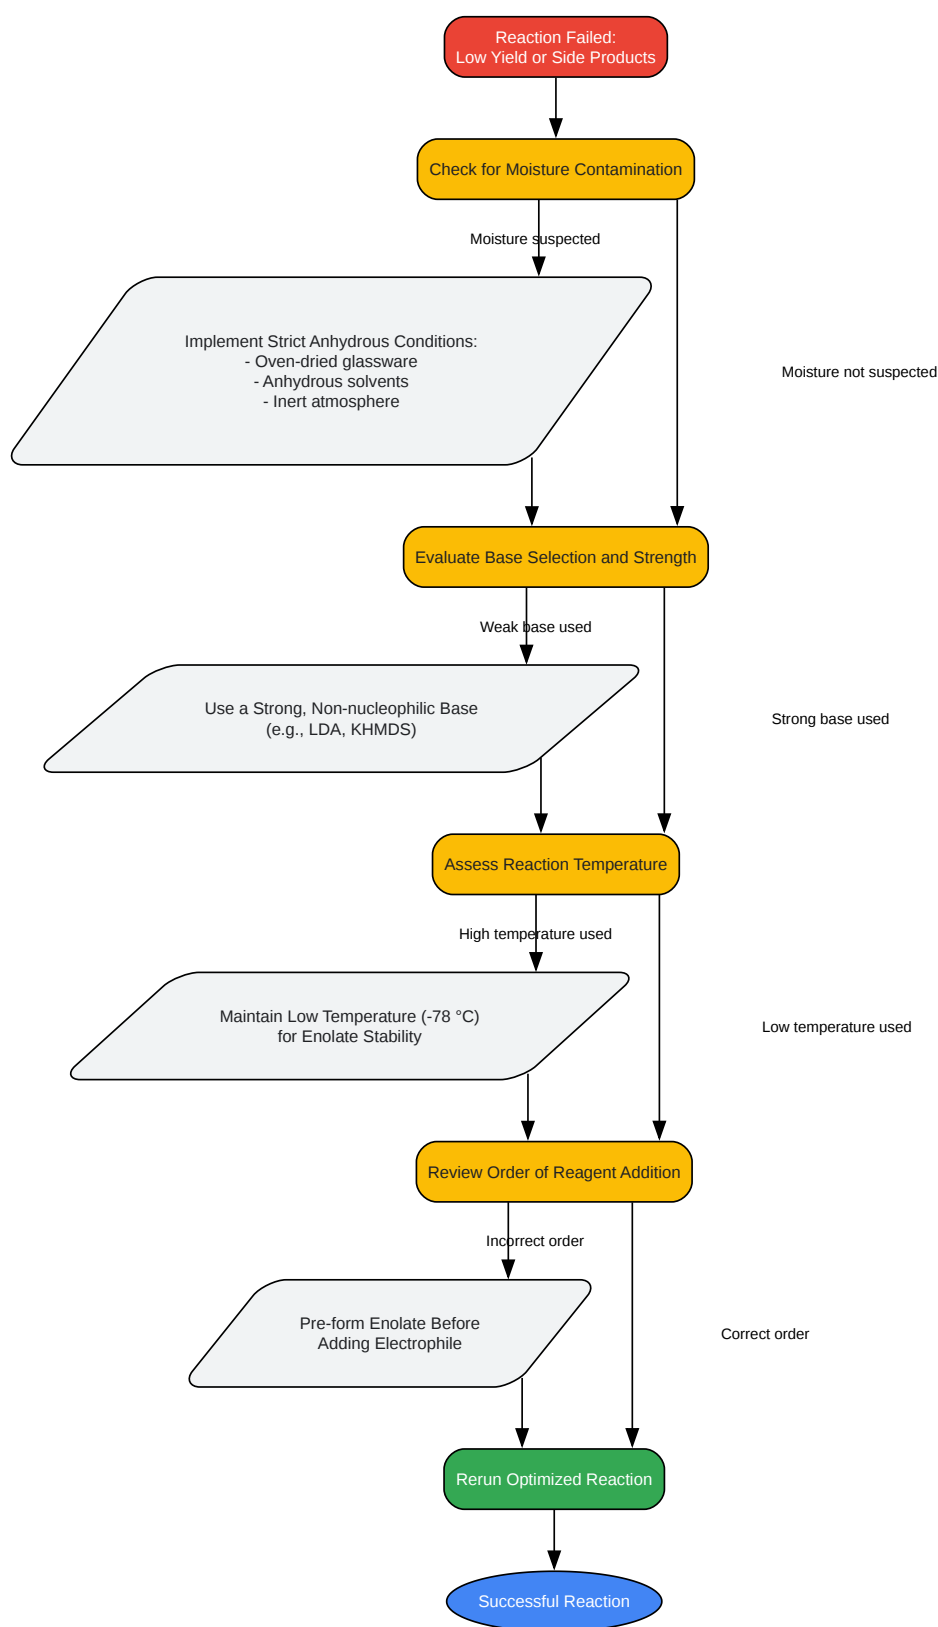 Reaction Failed:
Low Yield or Side Products
Check for Moisture Contamination
Moisture suspected
Implement Strict Anhydrous Conditions:
- Oven-dried glassware
- Anhydrous solvents
- Inert atmosphere
Moisture not suspected
Evaluate Base Selection and Strength
Weak base used
Use a Strong, Non-nucleophilic Base
(e.g., LDA, KHMDS)
Strong base used
Assess Reaction Temperature
High temperature used
Maintain Low Temperature (-78 °C)
for Enolate Stability
Low temperature used
Review Order of Reagent Addition
Incorrect order
Pre-form Enolate Before
Adding Electrophile
Correct order
Rerun Optimized Reaction
Successful Reaction